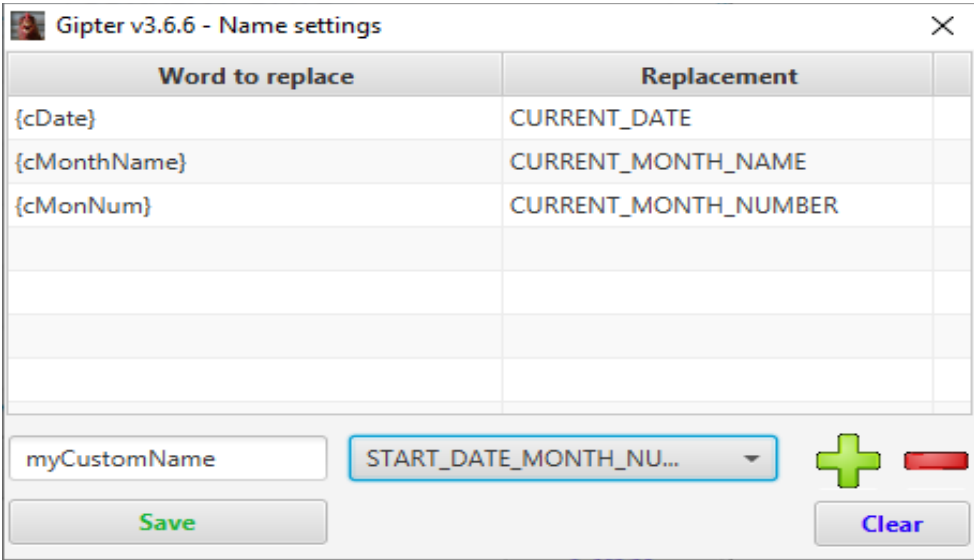 Gipter v3.6.6 - Name settings
Word to replace Replacement
{cDate} CURRENT_DATE
{cMonthName} CURRENT_MONTH_NAME
{cMonNum} CURRENT_MONTH_NUMBER
myCustomName START_DATE_MONTH_NU...
Save Clear